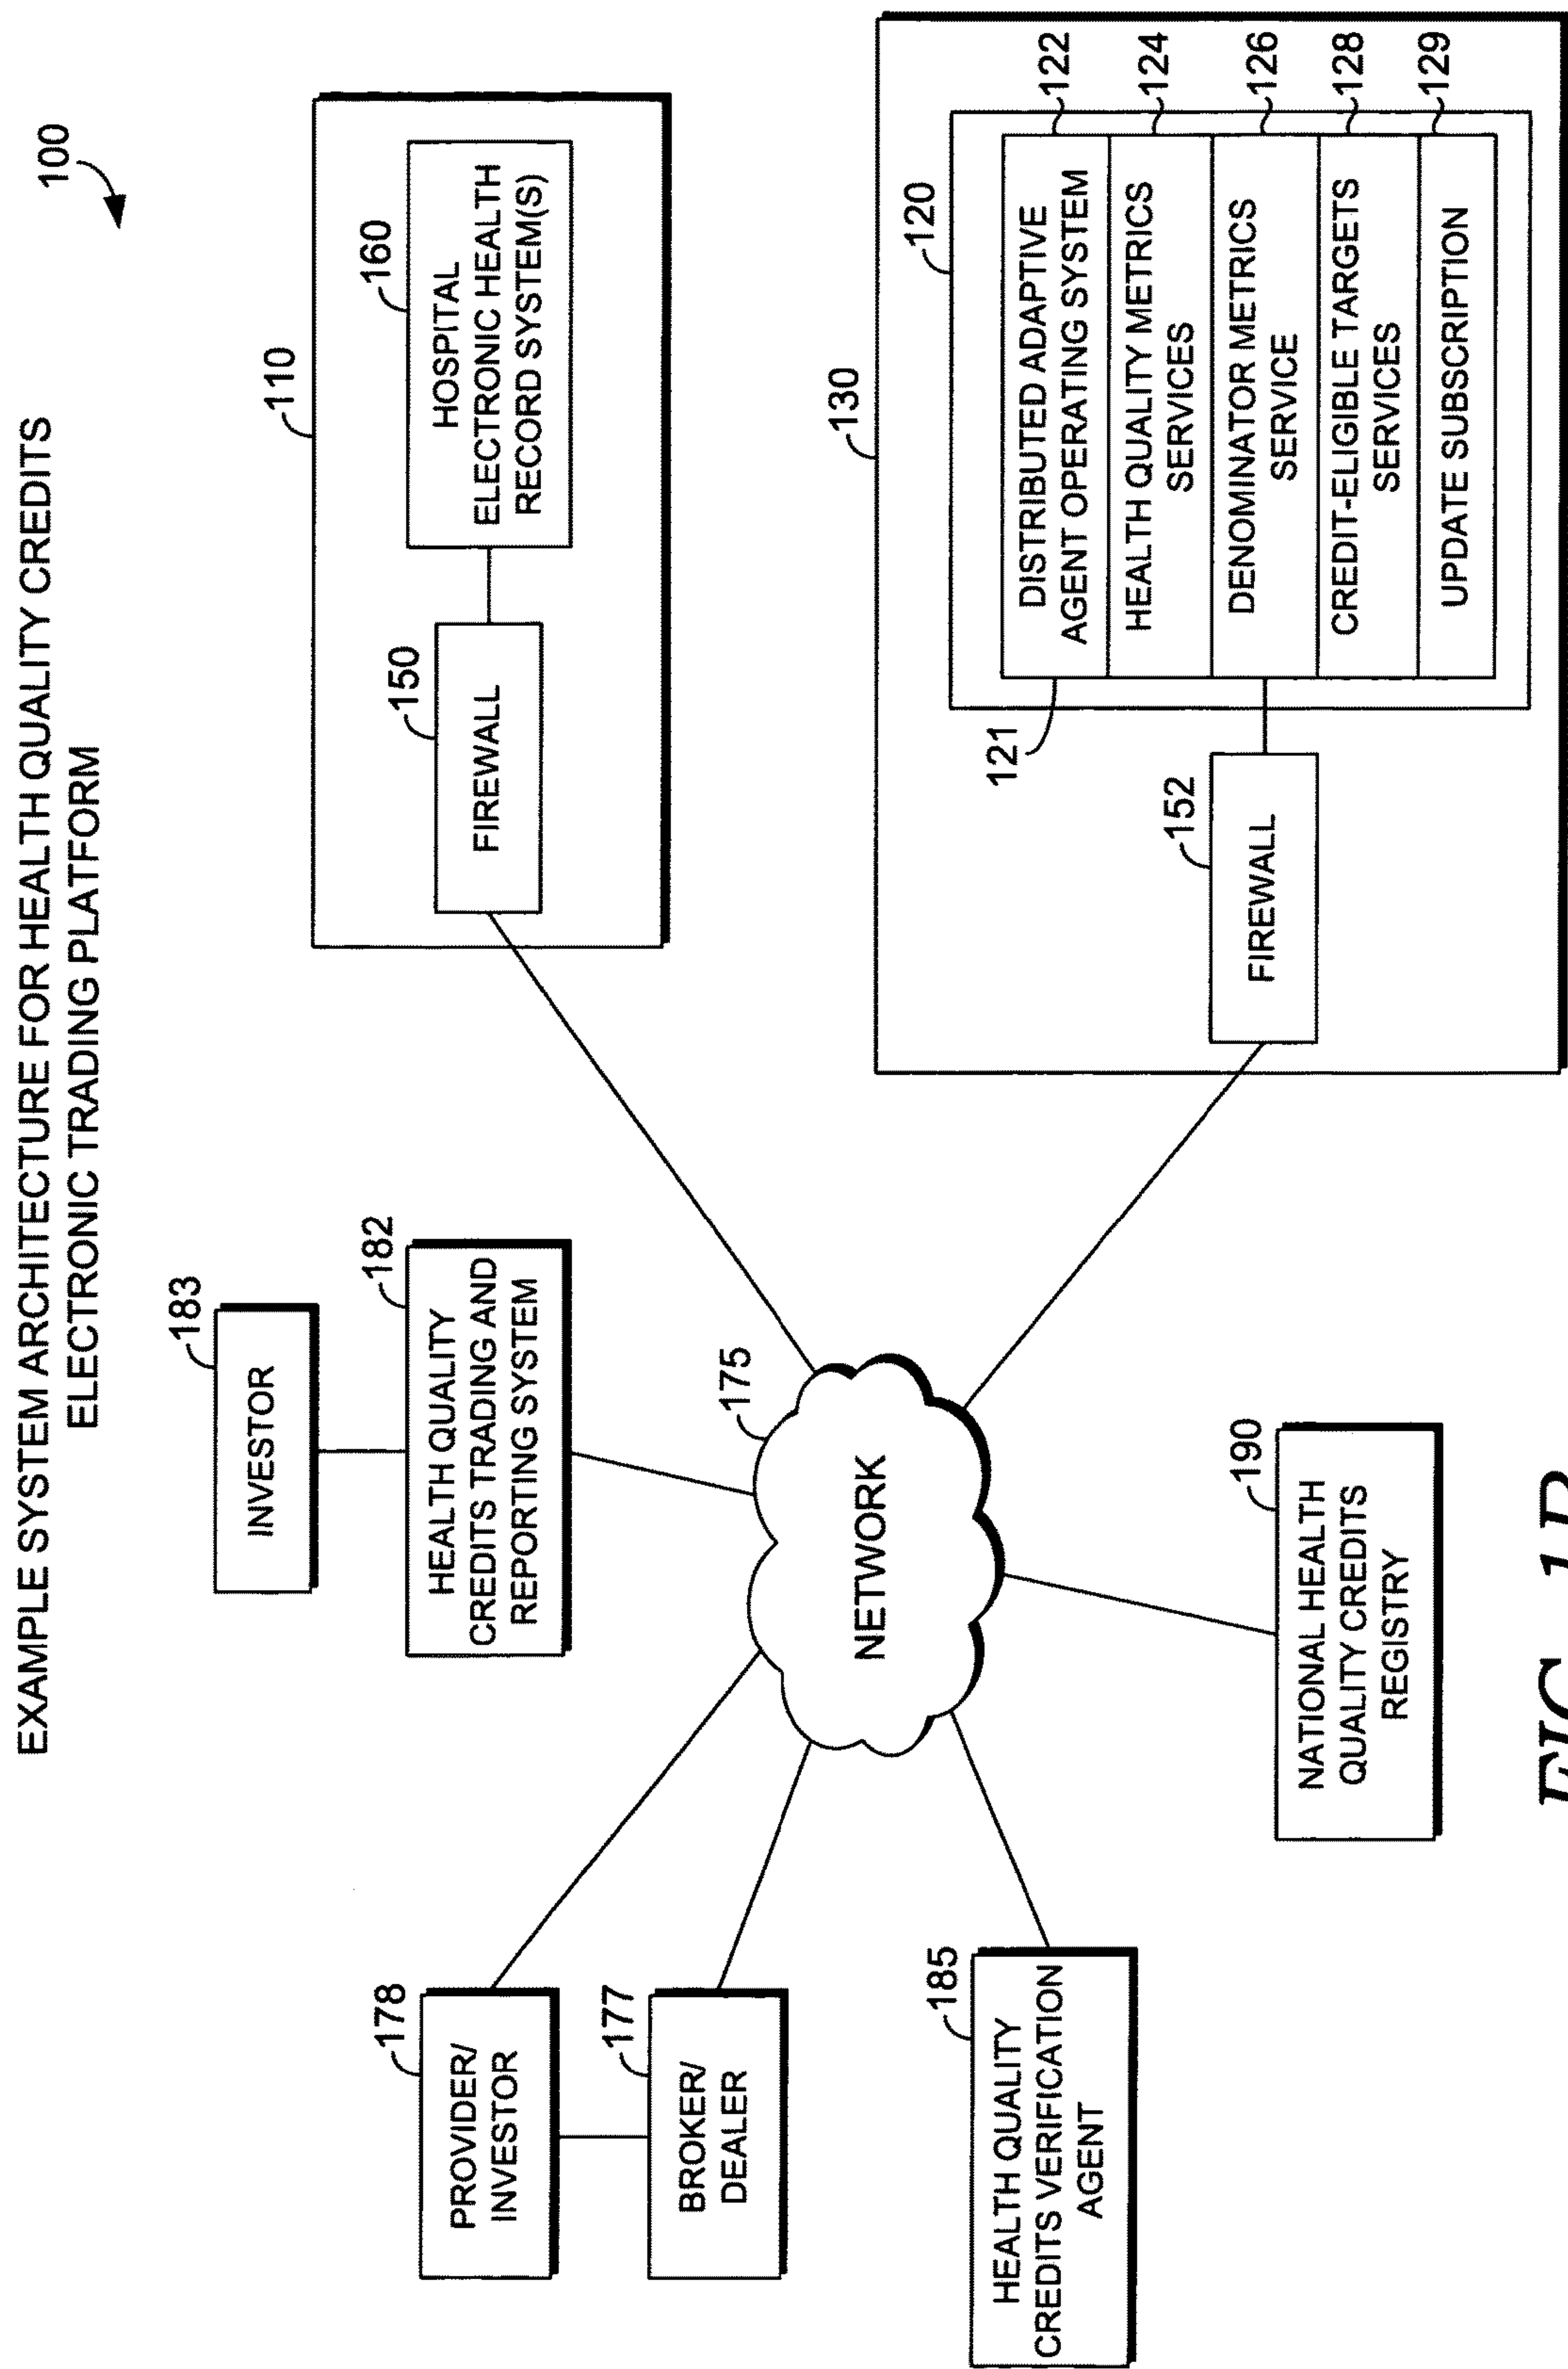 EXAMPLE SYSTEM ARCHITECTURE FOR HEALTH QUALITY CREDITS
ELECTRONIC TRADING PLATFORM
100
183
INVESTOR
182
HEALTH QUALITY
CREDITS TRADING AND
REPORTING SYSTEM
178
PROVIDER/
INVESTOR
177
BROKER/
DEALER
175
NETWORK
185
HEALTH QUALITY
CREDITS VERIFICATION
AGENT
190
NATIONAL HEALTH
QUALITY CREDITS
REGISTRY
110
150
FIREWALL
160
HOSPITAL
ELECTRONIC HEALTH
RECORD SYSTEM(S)
130
152
FIREWALL
120
121
DISTRIBUTED ADAPTIVE
AGENT OPERATING SYSTEM
122
HEALTH QUALITY METRICS
SERVICES
124
DENOMINATOR METRICS
SERVICE
126
CREDIT-ELIGIBLE TARGETS
SERVICES
128
UPDATE SUBSCRIPTION
129